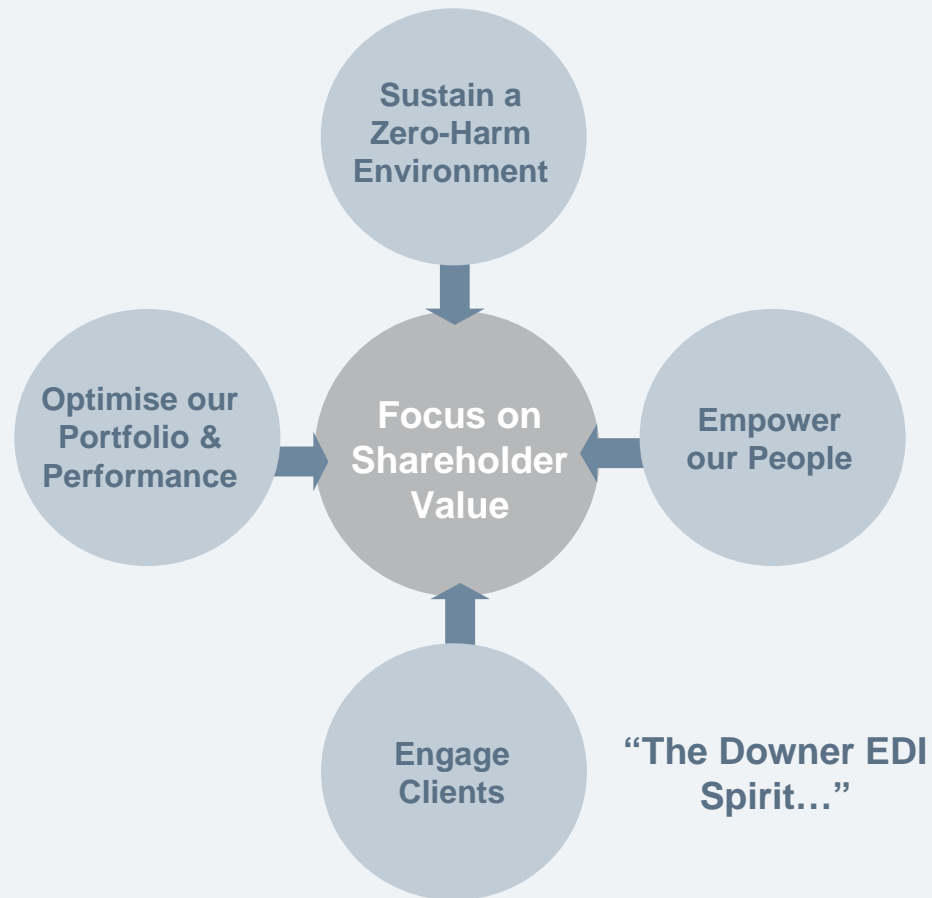 Sustain a
Zero-Harm
Environment
Optimise our
Portfolio &
Performance
Focus on
Shareholder
Value
Empower
our People
Engage
Clients
“The Downer EDI
Spirit…”